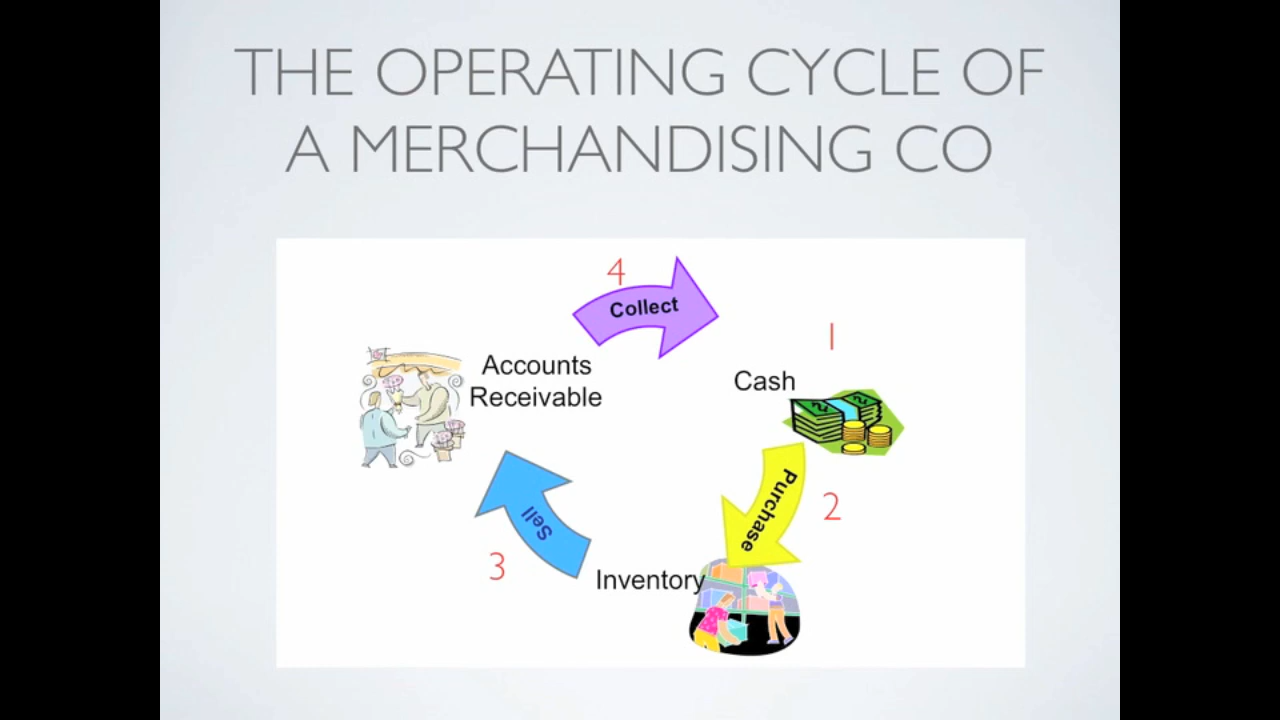 THE OPERATING CYCLE OF
A MERCHANDISING CO
4
Collect
1
Accounts
Receivable
Cash
Purchase
2
Sell
3
Inventory